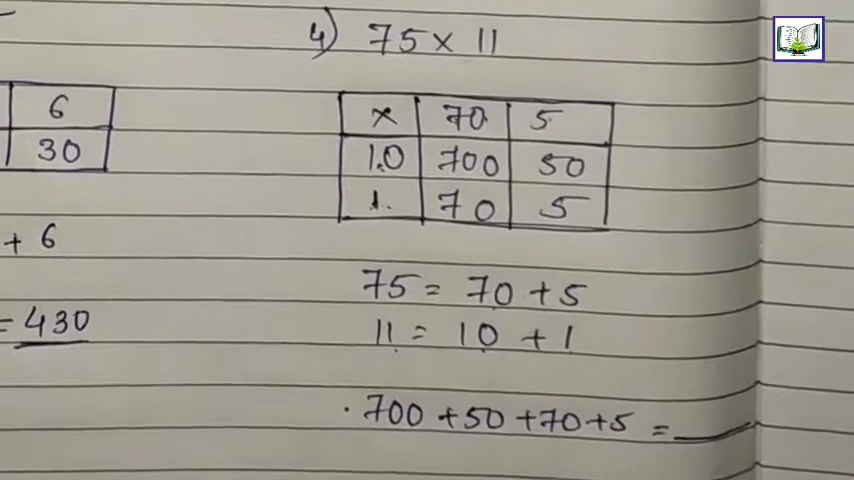 4) 75 x 11
6
30
x 70 5
10 700 50
1 70 5
+ 6
= 430
75 = 70 + 5
11 = 10 + 1
700 + 50 + 70 + 5 = __